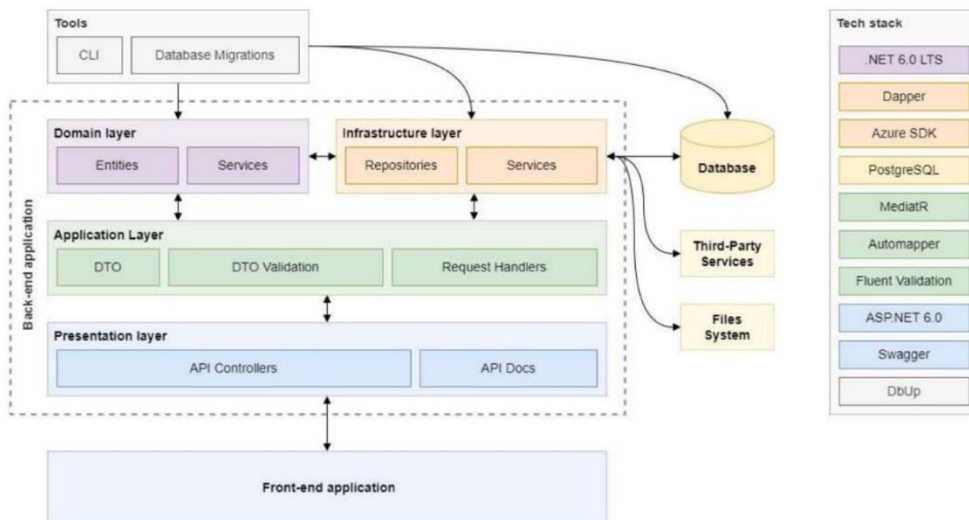 Tools
CLI
Database Migrations
Back-end application
Domain layer
Entities
Services
Infrastructure layer
Repositories
Services
Application Layer
DTO
DTO Validation
Request Handlers
Presentation layer
API Controllers
API Docs
Front-end application
Database
Third-Party
Services
Files
System
Tech stack
.NET 6.0 LTS
Dapper
Azure SDK
PostgreSQL
MediatR
Automapper
Fluent Validation
ASP.NET 6.0
Swagger
DbUp